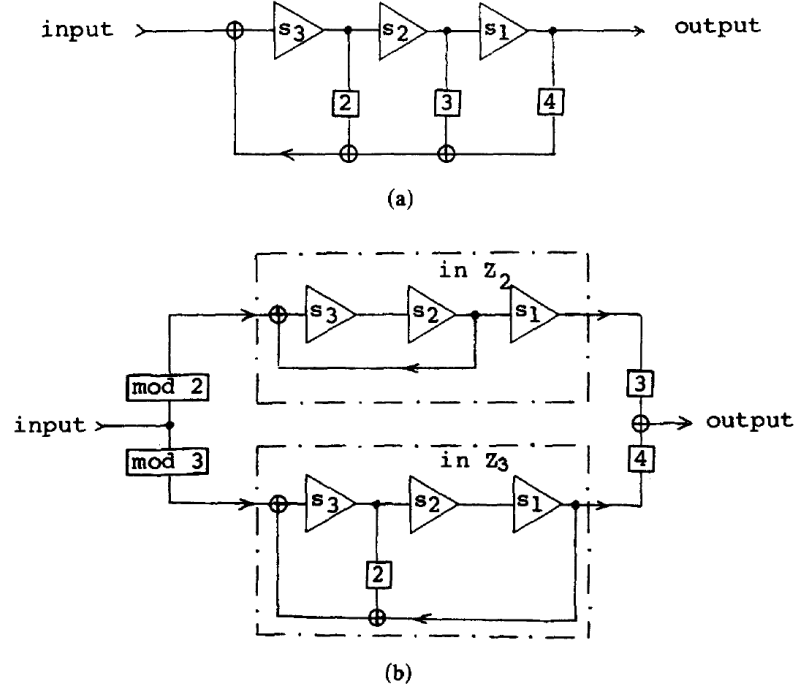 input s3 s2 s1 output
2 3 4
(a)
in Z2
s3 s2 s1
mod 2 3
input output
mod 3 4
in Z3
s3 s2 s1
2
(b)